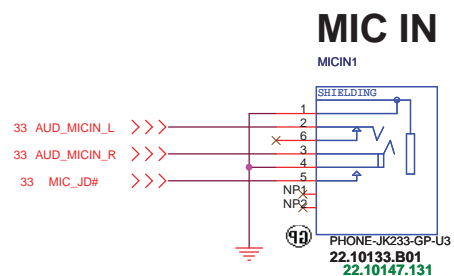 MIC IN
MICIN1
SHIELDING
1
33 AUD_MICIN_L 2
6
33 AUD_MICIN_R 3
4
33 MIC_JD# 5
NP1
NP2
GP
PHONE-JK233-GP-U3
22.10133.B01
22.10147.131